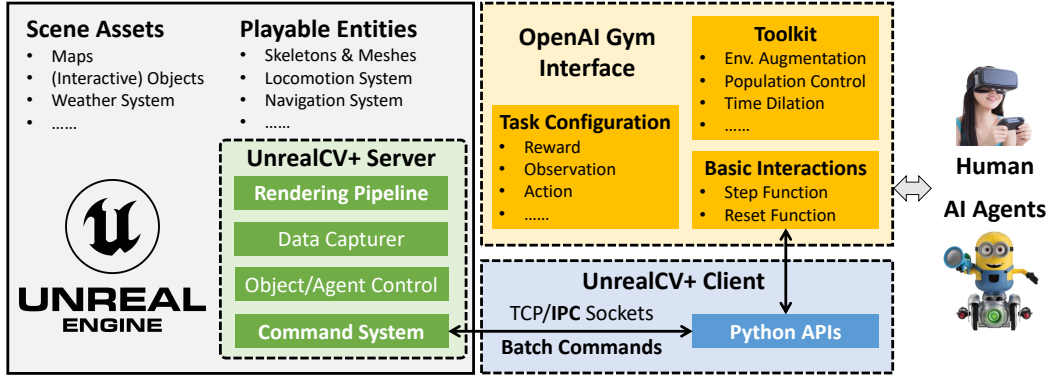 Scene Assets
• Maps
• (Interactive) Objects
• Weather System
• ......
Playable Entities
• Skeletons & Meshes
• Locomotion System
• Navigation System
• ......
UnrealCV+ Server
Rendering Pipeline
Data Capturer
Object/Agent Control
Command System
UNREAL
ENGINE
OpenAI Gym
Interface
Task Configuration
• Reward
• Observation
• Action
• ......
Toolkit
• Env. Augmentation
• Population Control
• Time Dilation
• ......
Basic Interactions
• Step Function
• Reset Function
UnrealCV+ Client
TCP/IPC Sockets
Batch Commands
Python APIs
Human
AI Agents